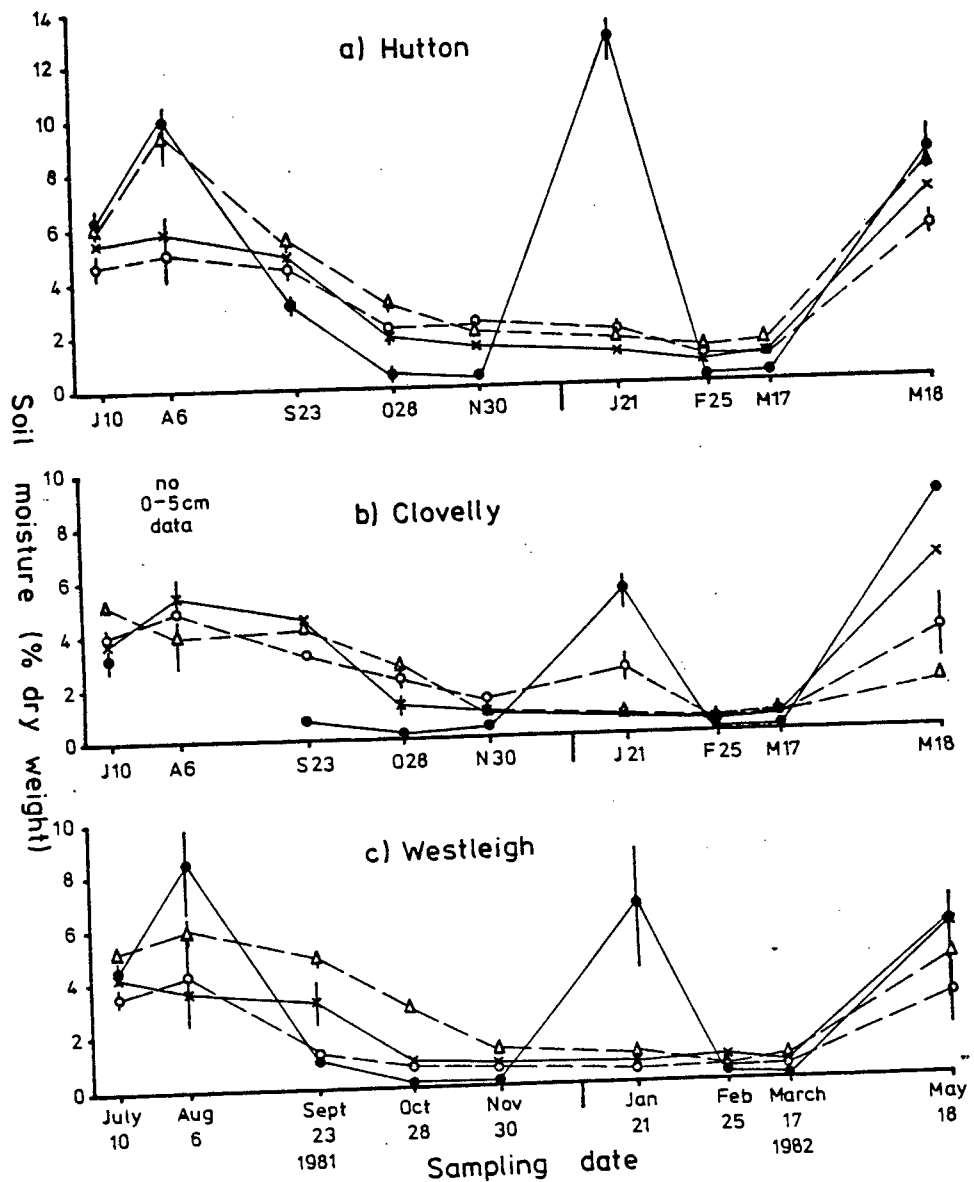 a) Hutton
14
12
10
8
6
4
2
0
J10 A6 S23 O28 N30 J21 F25 M17 M18
Soil moisture (% dry weight)
b) Clovelly
no
0-5cm
data
10
8
6
4
2
0
J10 A6 S23 O28 N30 J21 F25 M17 M18
c) Westleigh
10
8
6
4
2
0
July Aug Sept Oct Nov Jan Feb March May
10 6 23 28 30 21 25 17 18
1981 1982
Sampling date